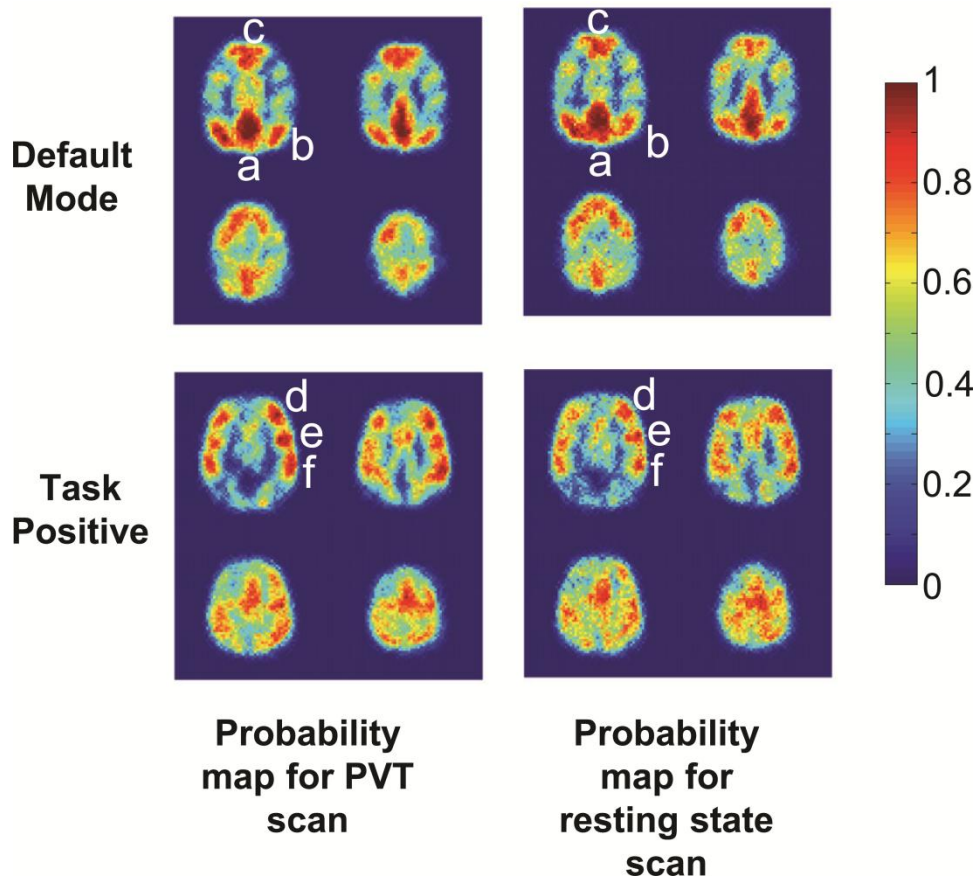 c
c
1
b
b
a
a
0.8
Default
Mode
0.6
d
d
e
e
0.4
f
f
Task
Positive
0.2
0
Probability
map for PVT
scan
Probability
map for
resting state
scan